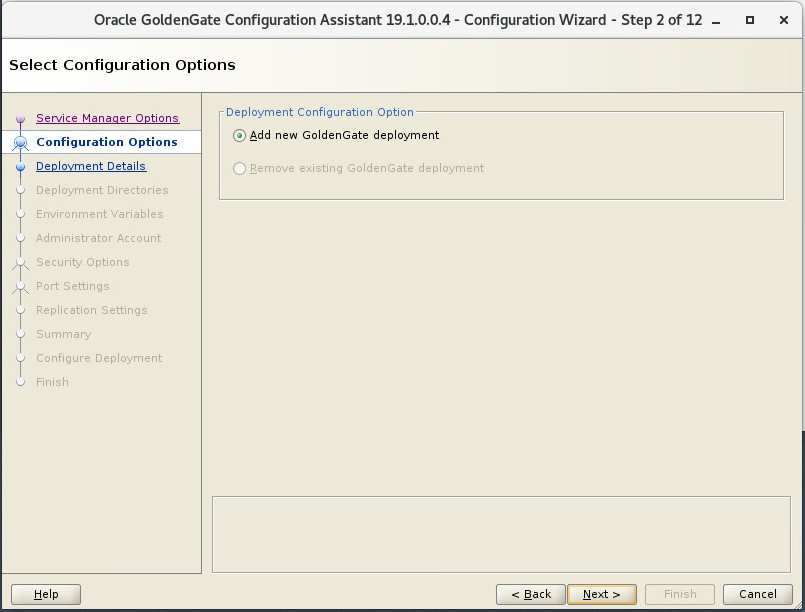 Oracle GoldenGate Configuration Assistant 19.1.0.0.4 - Configuration Wizard - Step 2 of 12
Select Configuration Options
Service Manager Options
Configuration Options
Deployment Details
Deployment Directories
Environment Variables
Administrator Account
Security Options
Port Settings
Replication Settings
Summary
Configure Deployment
Finish
Deployment Configuration Option
Add new GoldenGate deployment
Remove existing GoldenGate deployment
Help
< Back
Next >
Finish
Cancel